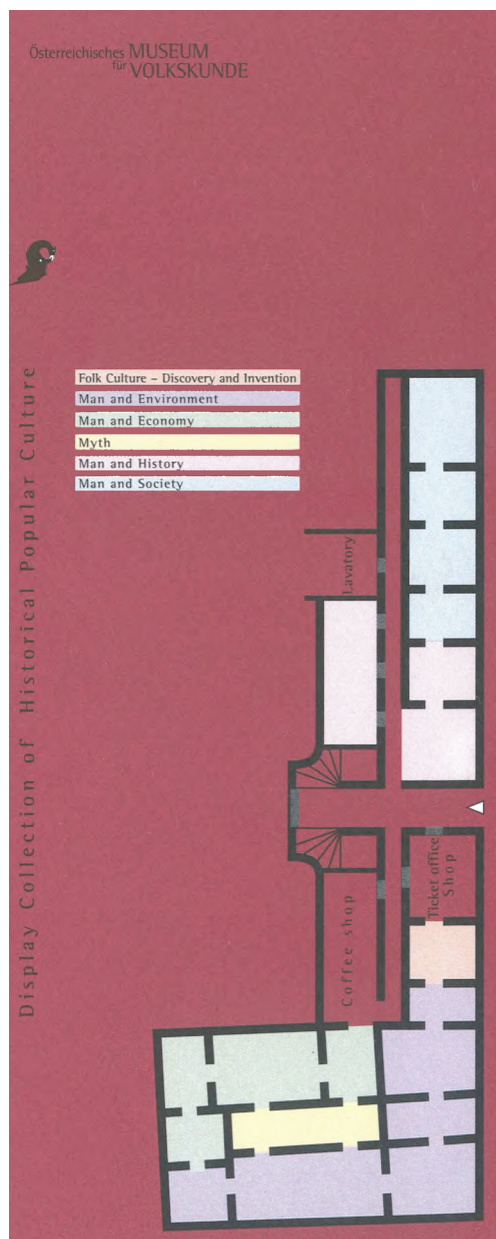 Österreichisches MUSEUM
für VOLKSKUNDE
Display Collection of Historical Popular Culture
Folk Culture – Discovery and Invention
Man and Environment
Man and Economy
Myth
Man and History
Man and Society
Lavatory
Ticket office
Shop
Coffee shop